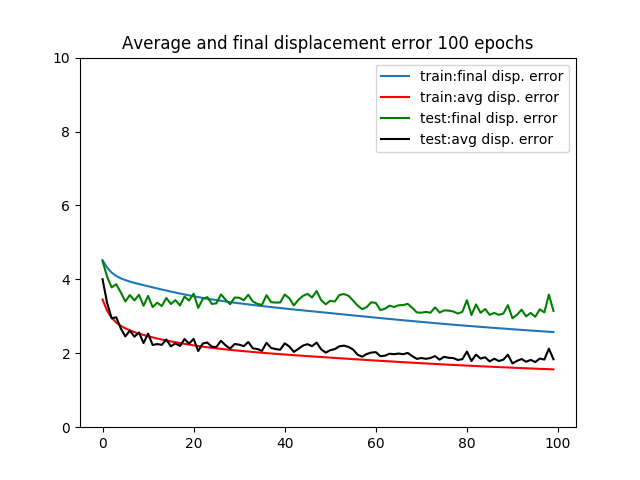 Average and final displacement error 100 epochs
train:final disp. error
train:avg disp. error
test:final disp. error
test:avg disp. error
10
8
6
4
2
0
0 20 40 60 80 100